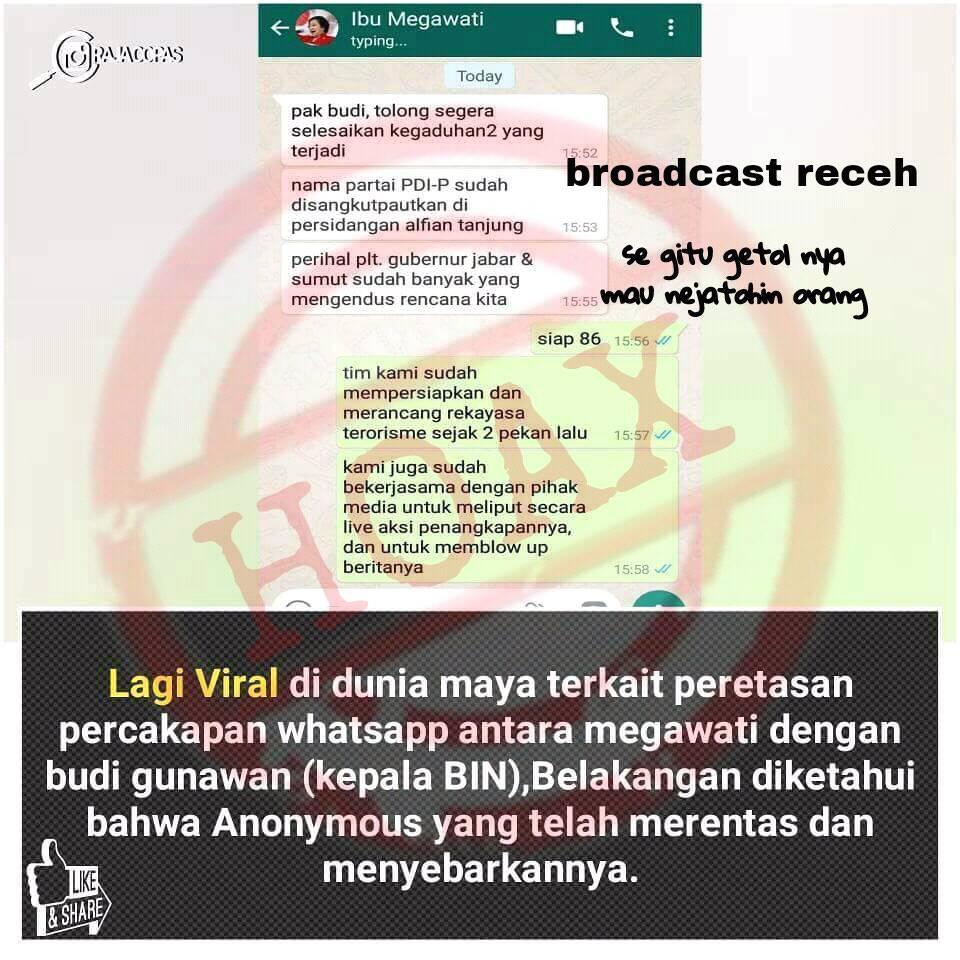 RAJACCPAS
Ibu Megawati
typing...
Today
pak budi, tolong segera
selesaikan kegaduhan2 yang
terjadi
15:52
nama partai PDI-P sudah
disangkutpautkan di
persidangan alfian tanjung
15:53
perihal plt. gubernur jabar &
sumut sudah banyak yang
mengendus rencana kita
15:55
broadcast receh
se gitu getol nya
mau nejatohin orang
siap 86 15:56
tim kami sudah
mempersiapkan dan
merancang rekayasa
terorisme sejak 2 pekan lalu
15:57
kami juga sudah
bekerjasama dengan pihak
media untuk meliput secara
live aksi penangkapannya,
dan untuk memblow up
beritanya
15:58
HOAX
Lagi Viral di dunia maya terkait peretasan
percakapan whatsapp antara megawati dengan
budi gunawan (kepala BIN),Belakangan diketahui
bahwa Anonymous yang telah merentas dan
menyebarkannya.
LIKE
& SHARE